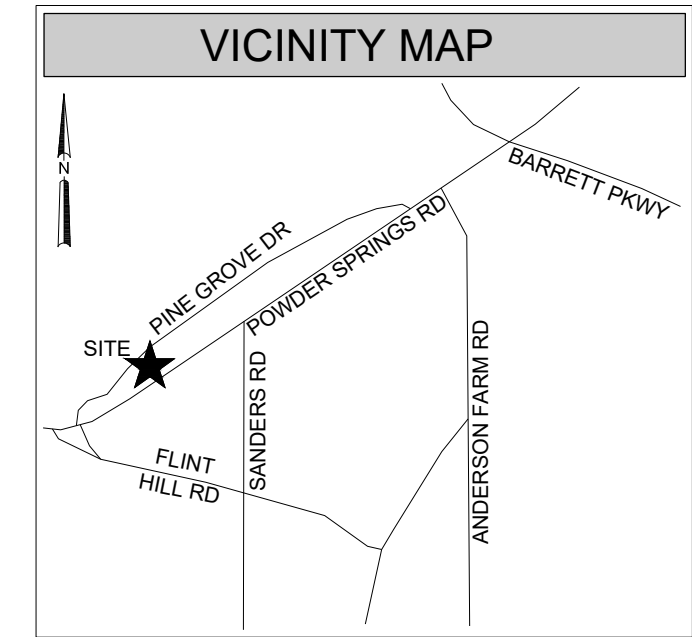 VICINITY MAP
N
BARRETT PKWY
PINE GROVE DR
POWDER SPRINGS RD
SITE
SANDERS RD
ANDERSON FARM RD
FLINT
HILL RD